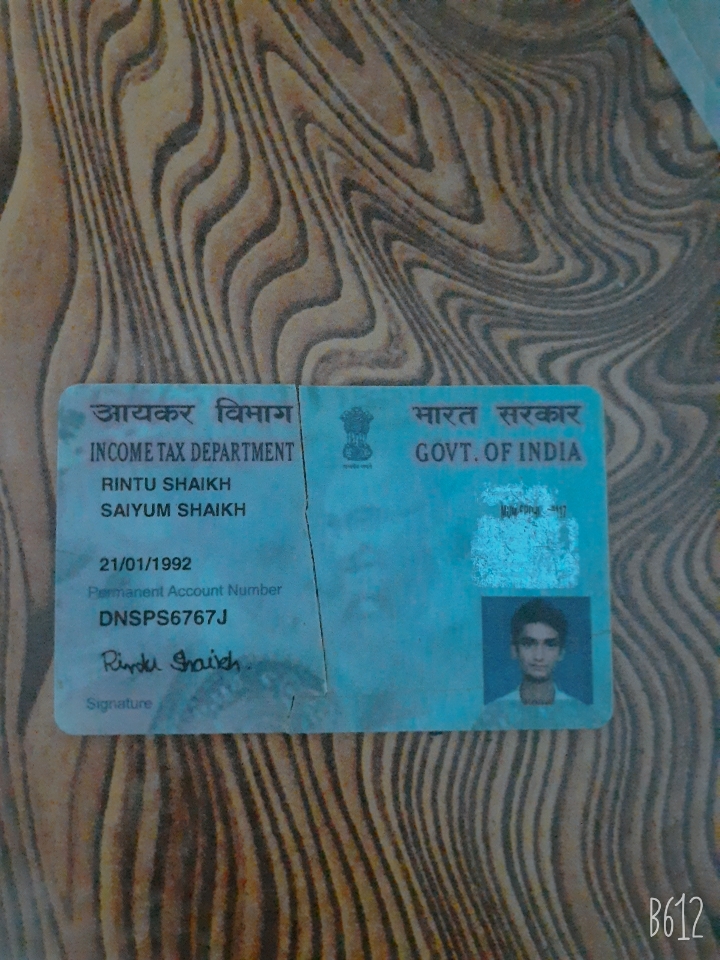 आयकर विभाग
INCOME TAX DEPARTMENT
भारत सरकार
GOVT. OF INDIA
RINTU SHAIKH
SAIYUM SHAIKH
21/01/1992
Permanent Account Number
DNSPS6767J
Rintu Shaikh.
Signature
B612